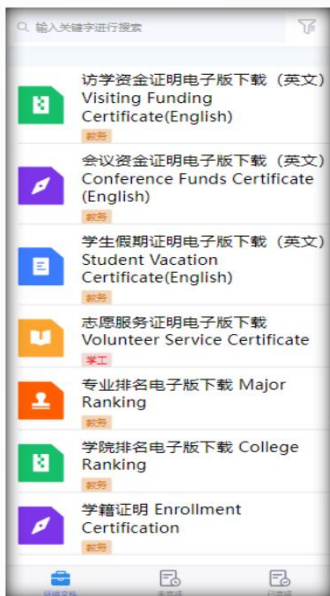 输入关键字进行搜索
访学资金证明电子版下载（英文）
Visiting Funding
Certificate(English)
教务
会议资金证明电子版下载（英文）
Conference Funds Certificate
(English)
教务
学生假期证明电子版下载（英文）
Student Vacation
Certificate(English)
教务
志愿服务证明电子版下载
Volunteer Service Certificate
学工
专业排名电子版下载 Major
Ranking
教务
学院排名电子版下载 College
Ranking
教务
学籍证明 Enrollment
Certification
教务